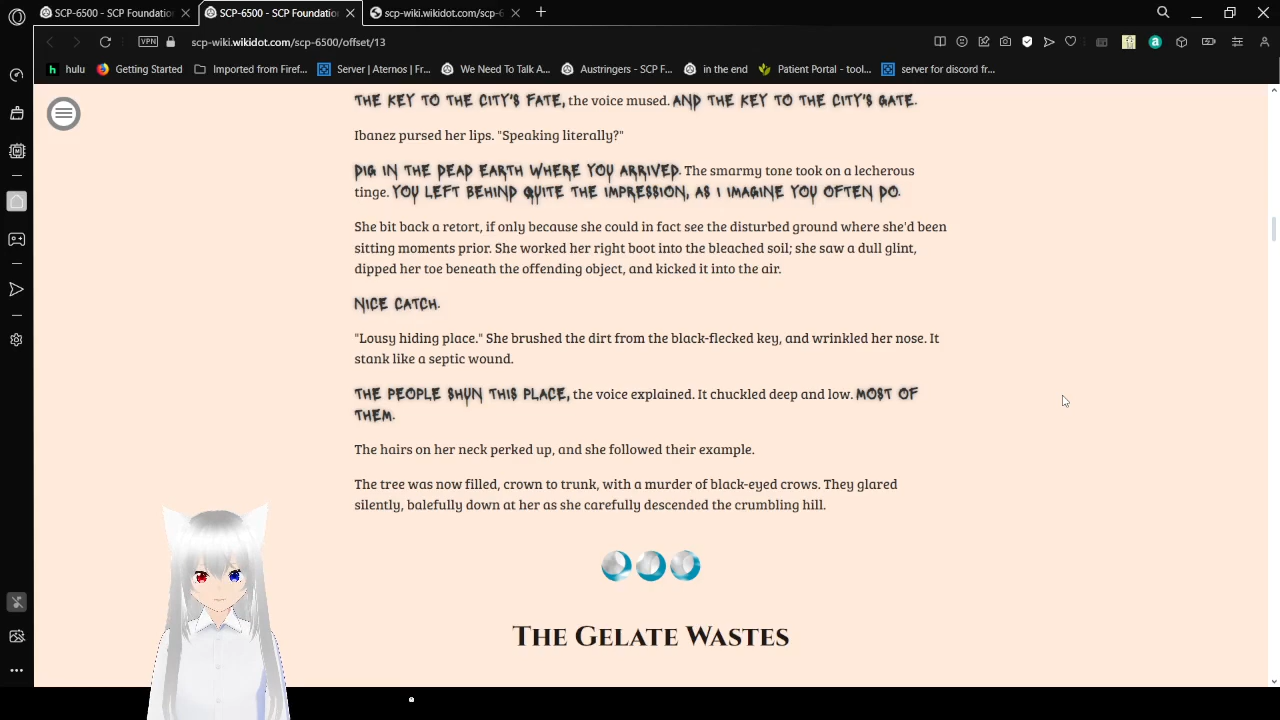 SCP-6500 - SCP Foundatio
SCP-6500 - SCP Foundatio
scp-wiki.wikidot.com/scp-6
VPN
scp-wiki.wikidot.com/scp-6500/offset/13
hulu
Getting Started
Imported from Firef...
Server | Aternos | Fr...
We Need To Talk A...
Austringers - SCP F...
in the end
Patient Portal - tool...
server for discord fr...
THE KEY TO THE CITY'S FATE, the voice mused. AND THE KEY TO THE CITY'S GATE.
Ibanez pursed her lips. "Speaking literally?"
DIG IN THE DEAD EARTH WHERE YOU ARRIVED. The smarmy tone took on a lecherous
tinge. YOU LEFT BEHIND QUITE THE IMPRESSION, AS I IMAGINE YOU OFTEN DO.
She bit back a retort, if only because she could in fact see the disturbed ground where she'd been
sitting moments prior. She worked her right boot into the bleached soil; she saw a dull glint,
dipped her toe beneath the offending object, and kicked it into the air.
NICE CATCH.
"Lousy hiding place." She brushed the dirt from the black-flecked key, and wrinkled her nose. It
stank like a septic wound.
THE PEOPLE SHUN THIS PLACE, the voice explained. It chuckled deep and low. MOST OF
THEM.
The hairs on her neck perked up, and she followed their example.
The tree was now filled, crown to trunk, with a murder of black-eyed crows. They glared
silently, balefully down at her as she carefully descended the crumbling hill.
THE GELATE WASTES